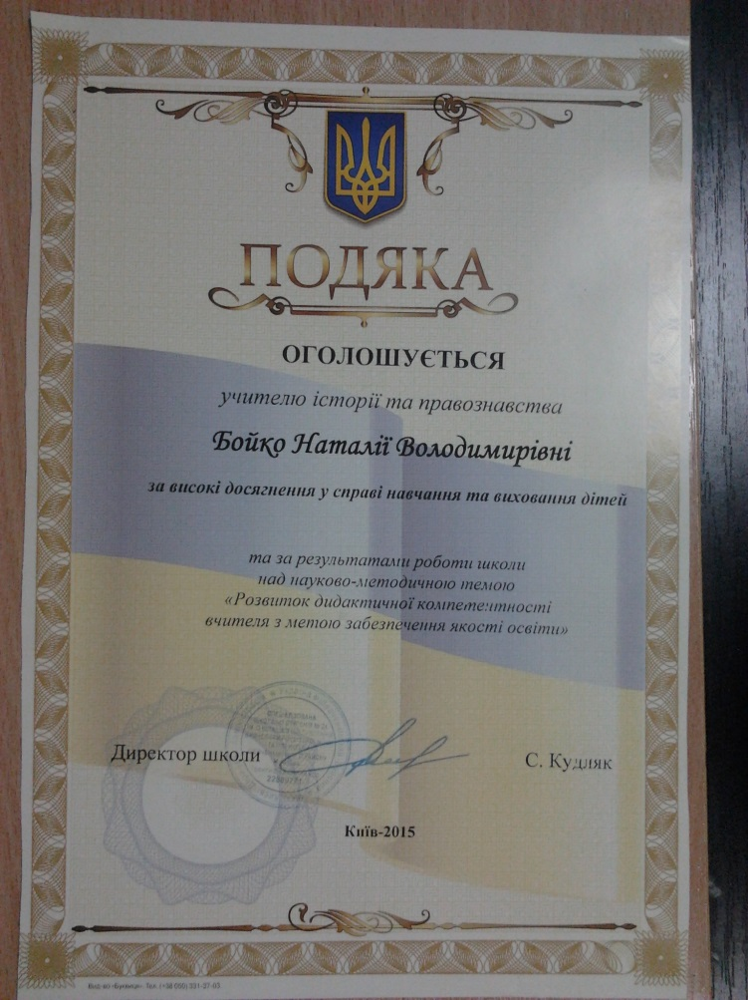 ПОДЯКА
ОГОЛОШУЄТЬСЯ
учителю історії та правознавства
Бойко Наталії Володимирівні
за високі досягнення у справі навчання та виховання дітей
та за результатами роботи школи
над науково-методичною темою
«Розвиток дидактичної компетентності
вчителя з метою забезпечення якості освіти»
Директор школи С. Кудляк
Київ-2015